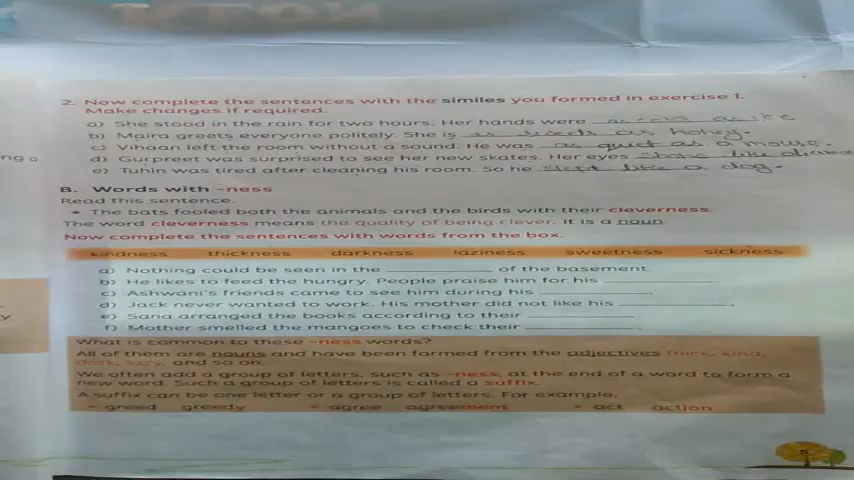 2. Now complete the sentences with the similes you formed in exercise 1.
Make changes if required.
a) She stood in the rain for two hours. Her hands were as cold as ice
b) Maira greets everyone politely. She is as sweet as honey.
c) Vihaan left the room without a sound. He was as quiet as a mouse.
d) Gurpreet was surprised to see her new skates. Her eyes shone like
e) Tuhin was tired after cleaning his room. So he slept like a dog.
B. Words with -ness
Read this sentence.
• The bats fooled both the animals and the birds with their cleverness.
The word cleverness means the quality of being clever. It is a noun.
Now complete the sentences with words from the box.
kindness thickness darkness laziness sweetness sickness
a) Nothing could be seen in the ____________ of the basement.
b) He likes to feed the hungry. People praise him for his ____________.
c) Ashwani's friends came to see him during his ____________.
d) Jack never wanted to work. His mother did not like his ____________.
e) Sana arranged the books according to their ____________.
f) Mother smelled the mangoes to check their ____________.
What is common to these -ness words?
All of them are nouns and have been formed from the adjectives thick, kind,
dark, lazy, and so on.
We often add a group of letters, such as -ness, at the end of a word to form a
new word. Such a group of letters is called a suffix.
A suffix can be one letter or a group of letters. For example,
• greed greedy • agree agreement • act action
5